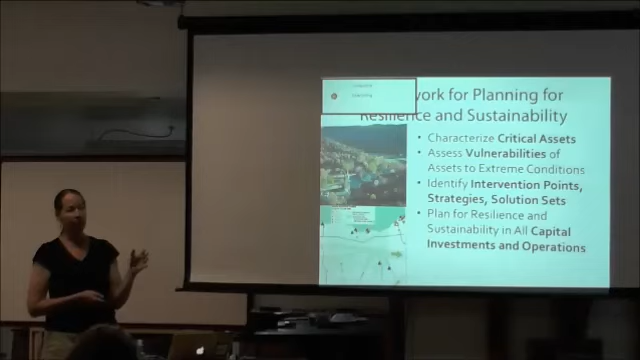 ork for Planning for
Resilience and Sustainability
• Characterize Critical Assets
• Assess Vulnerabilities of
Assets to Extreme Conditions
• Identify Intervention Points,
Strategies, Solution Sets
• Plan for Resilience and
Sustainability in All Capital
Investments and Operations